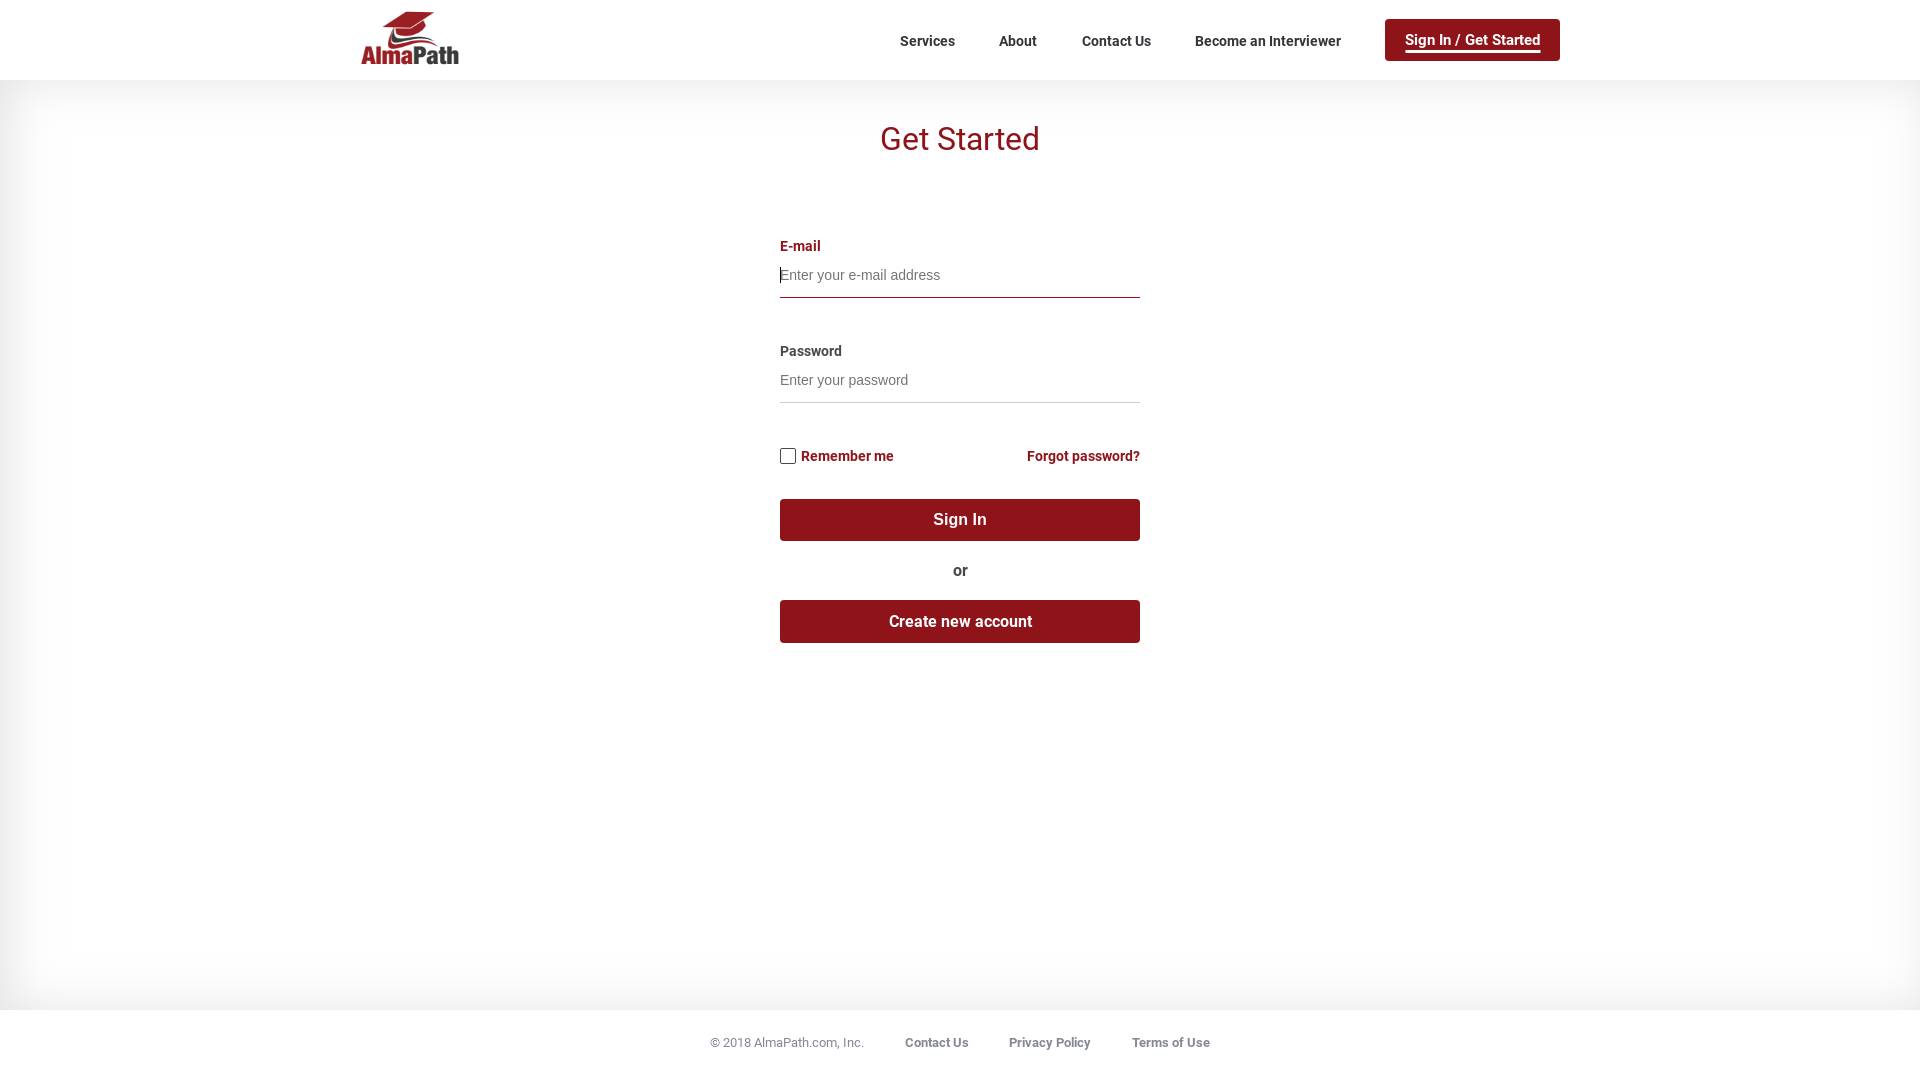 AlmaPath
Services
About
Contact Us
Become an Interviewer
Sign In / Get Started
Get Started
E-mail
Enter your e-mail address
Password
Enter your password
Remember me
Forgot password?
Sign In
or
Create new account
© 2018 AlmaPath.com, Inc.
Contact Us
Privacy Policy
Terms of Use